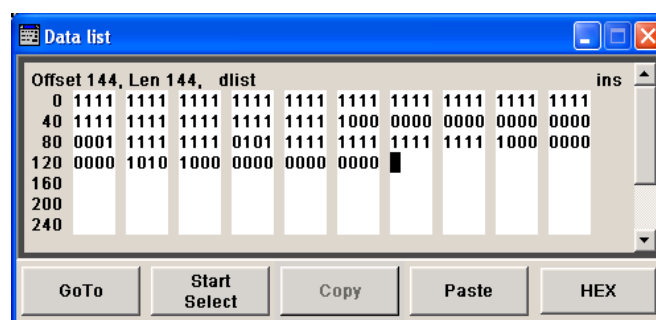 Data list
Offset 144, Len 144, dlist ins
0 1111 1111 1111 1111 1111 1111 1111 1111 1111 1111
40 1111 1111 1111 1111 1111 1000 0000 0000 0000 0000
80 0001 1111 1111 0101 1111 1111 1111 1111 1000 0000
120 0000 1010 1000 0000 0000 0000
160
200
240
GoTo Start Select Copy Paste HEX